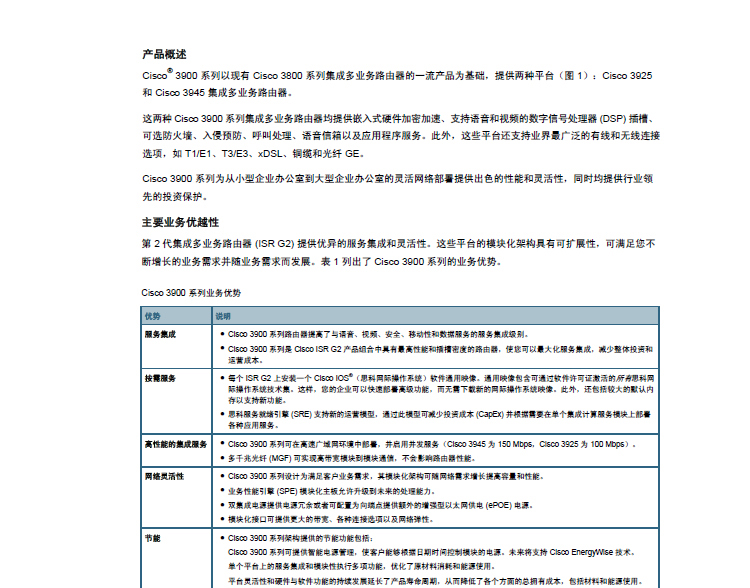 产品概述
Cisco® 3900 系列以现有 Cisco 3800 系列集成多业务路由器的一流产品为基础，提供两种平台（图 1）：Cisco 3925
和 Cisco 3945 集成多业务路由器。
这两种 Cisco 3900 系列集成多业务路由器均提供嵌入式硬件加密加速、支持语音和视频的数字信号处理器 (DSP) 插槽、
可选防火墙、入侵预防、呼叫处理、语音信箱以及应用程序服务。此外，这些平台还支持业界最广泛的有线和无线连接
选项，如 T1/E1、T3/E3、xDSL、铜缆和光纤 GE。
Cisco 3900 系列为从小型企业办公室到大型企业办公室的灵活网络部署提供出色的性能和灵活性，同时均提供行业领
先的投资保护。
主要业务优越性
第 2 代集成多业务路由器 (ISR G2) 提供优异的服务集成和灵活性。这些平台的模块化架构具有可扩展性，可满足您不
断增长的业务需求并随业务需求而发展。表 1 列出了 Cisco 3900 系列的业务优势。
Cisco 3900 系列业务优势
优势 说明
服务集成 • Cisco 3900 系列路由器提高了与语音、视频、安全、移动性和数据服务的服务集成级别。
• Cisco 3900 系列是 Cisco ISR G2 产品组合中具有最高性能和插槽密度的路由器，使您可以最大化服务集成，减少整体投资和
运营成本。
按需服务 • 每个 ISR G2 上安装一个 Cisco IOS®（思科网际操作系统）软件通用映像。通用映像包含可通过软件许可证激活的所有思科网
际操作系统技术集。这样，您的企业可以快速部署高级功能，而无需下载新的网际操作系统映像。此外，还包括较大的默认内
存以支持新功能。
• 思科服务就绪引擎 (SRE) 支持新的运营模型，通过此模型可减少投资成本 (CapEx) 并根据需要在单个集成计算服务模块上部署
各种应用服务。
高性能的集成服务 • Cisco 3900 系列可在高速广域网环境中部署，并启用并发服务（Cisco 3945 为 150 Mbps，Cisco 3925 为 100 Mbps）。
• 多千兆光纤 (MGF) 可实现高带宽模块到模块通信，不会影响路由器性能。
网络灵活性 • Cisco 3900 系列设计为满足客户业务需求，其模块化架构可随网络需求增长提高容量和性能。
• 业务性能引擎 (SPE) 模块化主板允许升级到未来的处理能力。
• 双集成电源提供电源冗余或者可配置为向端点提供额外的增强型以太网供电 (ePOE) 电源。
• 模块化接口可提供更大的带宽、各种连接选项以及网络弹性。
节能 • Cisco 3900 系列架构提供的节能功能包括：
Cisco 3900 系列可提供智能电源管理，使客户能够根据日期时间控制模块的电源。未来将支持 Cisco EnergyWise 技术。
单个平台上的服务集成和模块性执行多项功能，优化了原材料消耗和能源使用。
平台灵活性和硬件与软件功能的持续发展延长了产品寿命周期，从而降低了各个方面的总拥有成本，包括材料和能源使用。